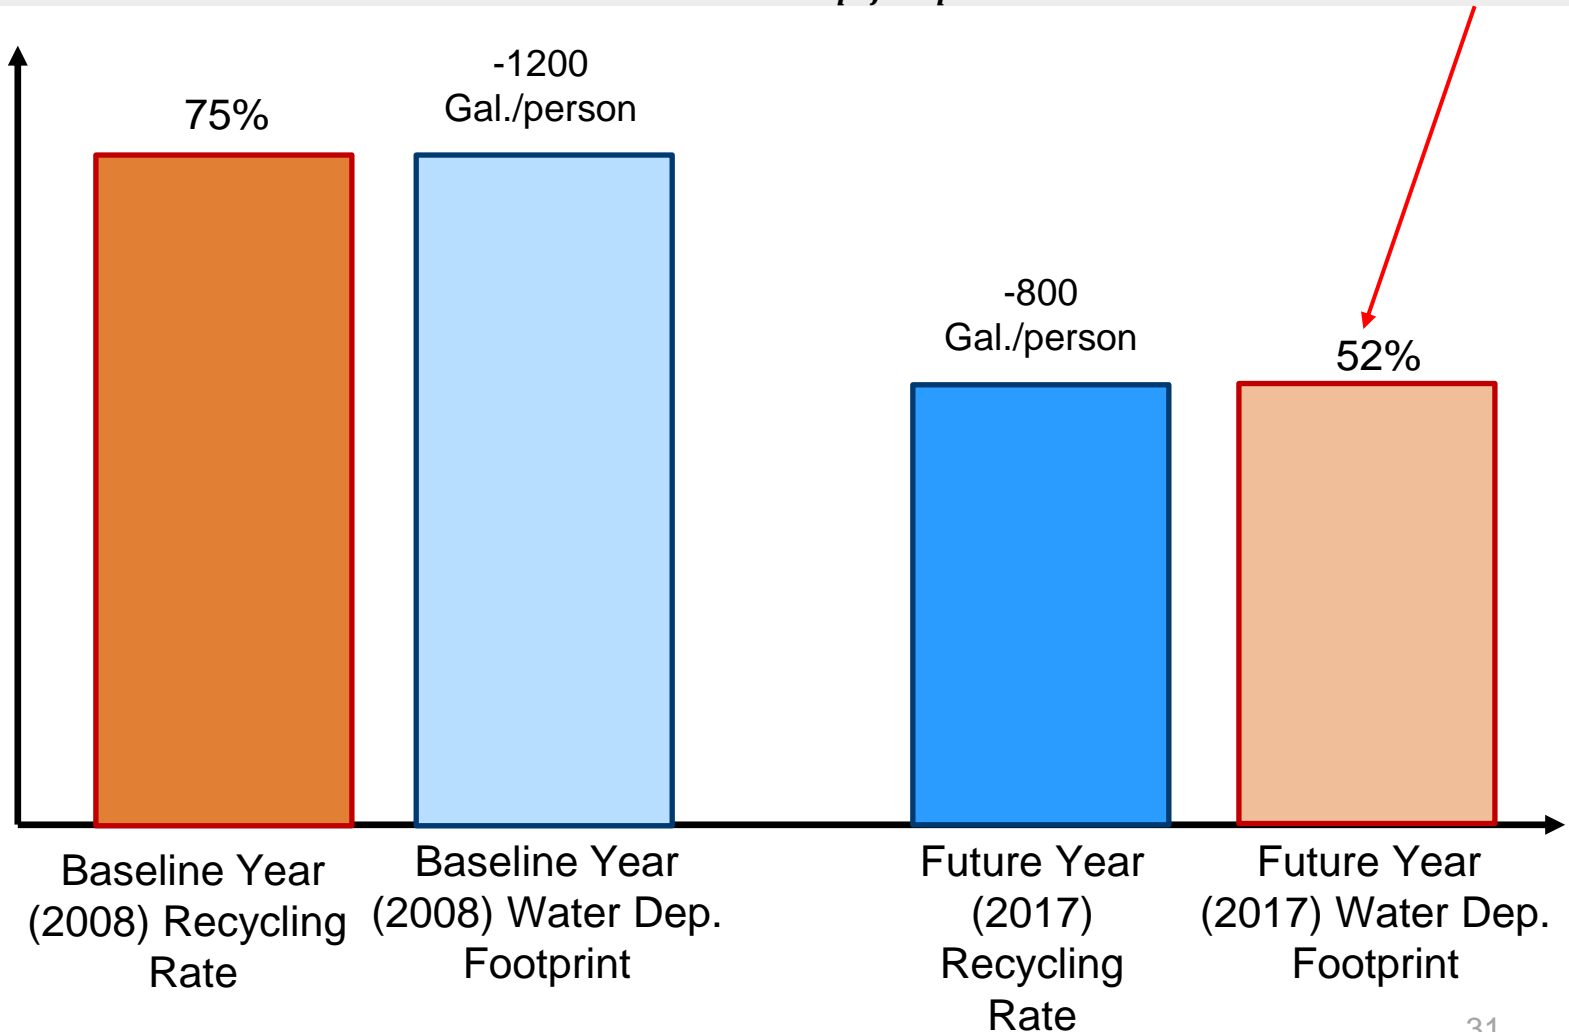 75%
-1200
Gal./person
-800
Gal./person
52%
Baseline Year
(2008) Recycling
Rate
Baseline Year
(2008) Water Dep.
Footprint
Future Year
(2017)
Recycling
Rate
Future Year
(2017) Water Dep.
Footprint
31